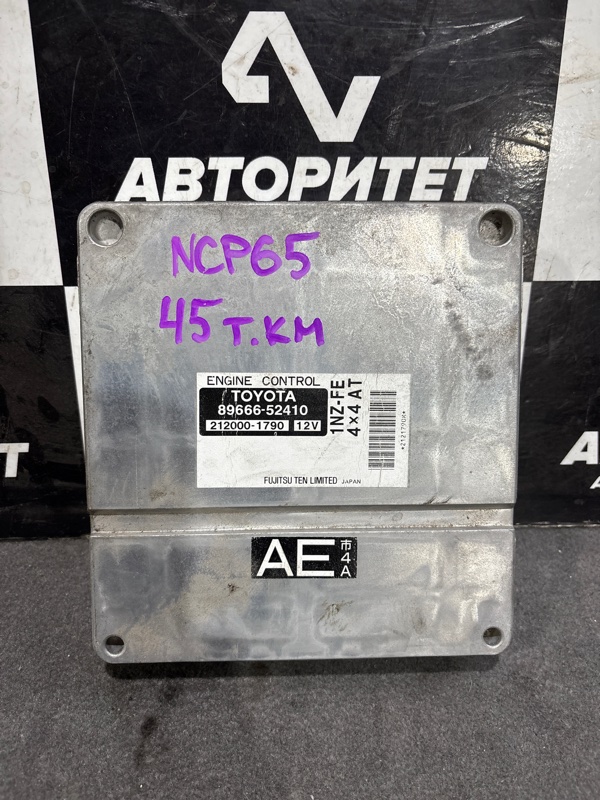 АВТОРИТЕТ
NCP65
45 т.км
ENGINE CONTROL
TOYOTA
89666-52410
212000-1790 12V
1NZ-FE
4×4 AT
FUJITSU TEN LIMITED JAPAN
AE
市4A